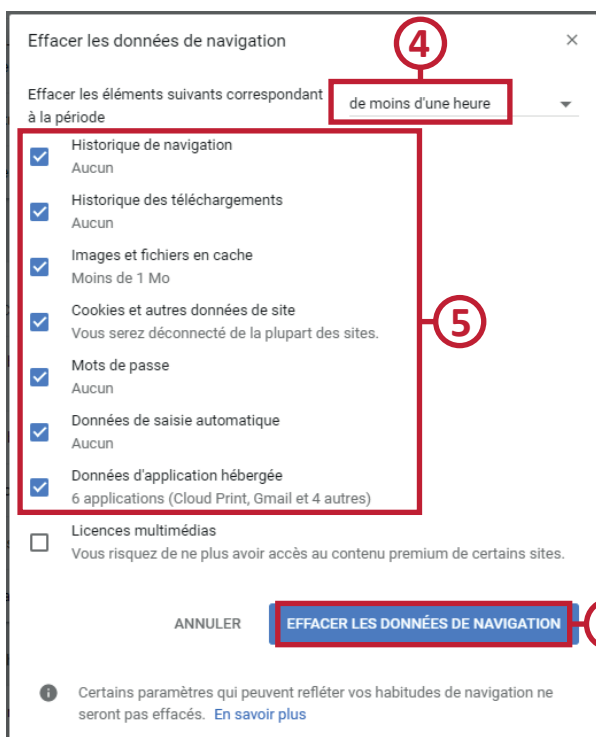 Effacer les données de navigation
4
Effacer les éléments suivants correspondant
à la période
de moins d'une heure
Historique de navigation
Aucun
Historique des téléchargements
Aucun
Images et fichiers en cache
Moins de 1 Mo
Cookies et autres données de site
Vous serez déconnecté de la plupart des sites.
5
Mots de passe
Aucun
Données de saisie automatique
Aucun
Données d'application hébergée
6 applications (Cloud Print, Gmail et 4 autres)
Licences multimédias
Vous risquez de ne plus avoir accès au contenu premium de certains sites.
ANNULER
EFFACER LES DONNÉES DE NAVIGATION
Certains paramètres qui peuvent refléter vos habitudes de navigation ne
seront pas effacés. En savoir plus